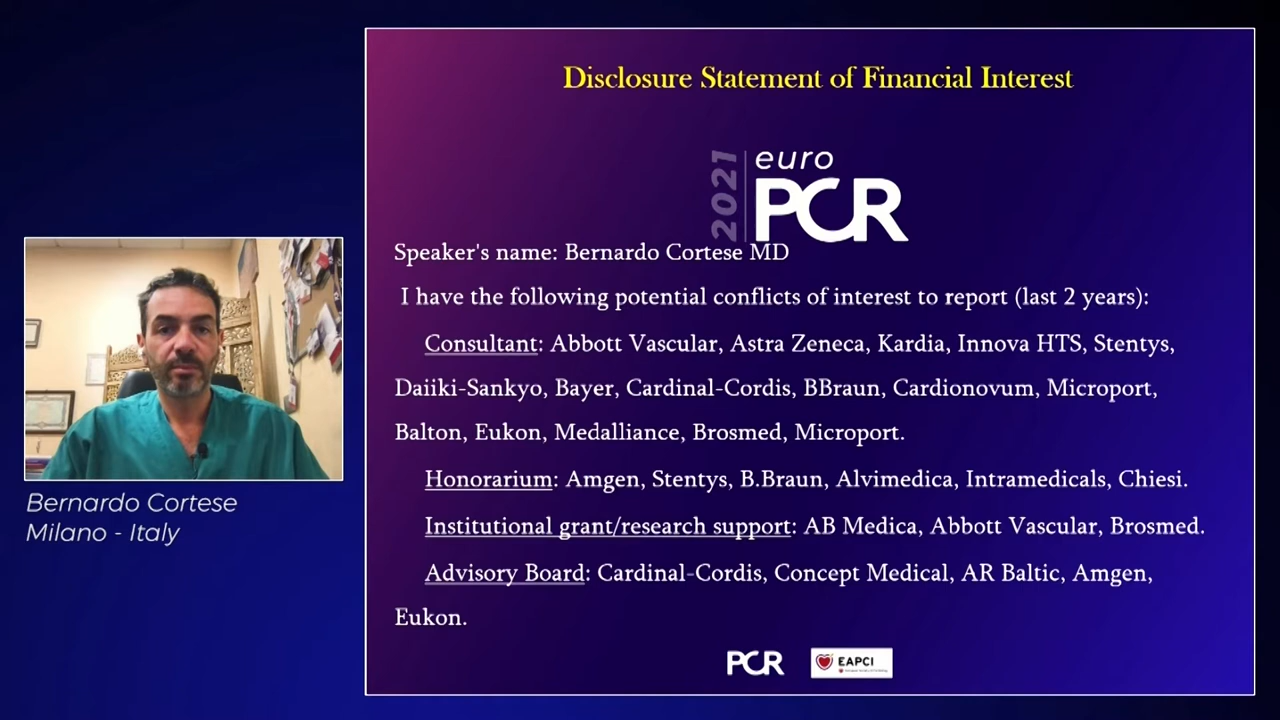 Disclosure Statement of Financial Interest
2021
euro
PCR
Speaker's name: Bernardo Cortese MD
I have the following potential conflicts of interest to report (last 2 years):
Consultant: Abbott Vascular, Astra Zeneca, Kardia, Innova HTS, Stentys,
Daiiki-Sankyo, Bayer, Cardinal-Cordis, BBraun, Cardionovum, Microport,
Balton, Eukon, Medalliance, Brosmed, Microport.
Honorarium: Amgen, Stentys, B.Braun, Alvimedica, Intramedicals, Chiesi.
Institutional grant/research support: AB Medica, Abbott Vascular, Brosmed.
Advisory Board: Cardinal-Cordis, Concept Medical, AR Baltic, Amgen,
Eukon.
PCR
EAPCI
Bernardo Cortese
Milano - Italy